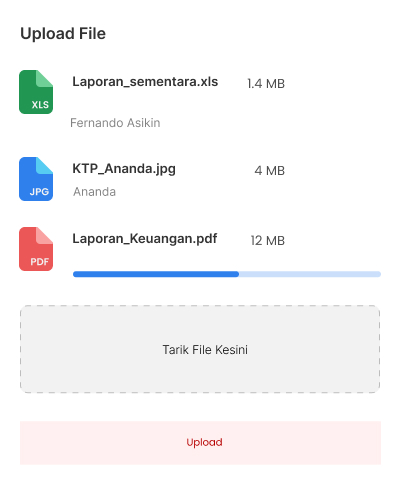 Upload File
Laporan_sementara.xls 1.4 MB
XLS
Fernando Asikin
KTP_Ananda.jpg 4 MB
JPG
Ananda
Laporan_Keuangan.pdf 12 MB
PDF
Tarik File Kesini
Upload